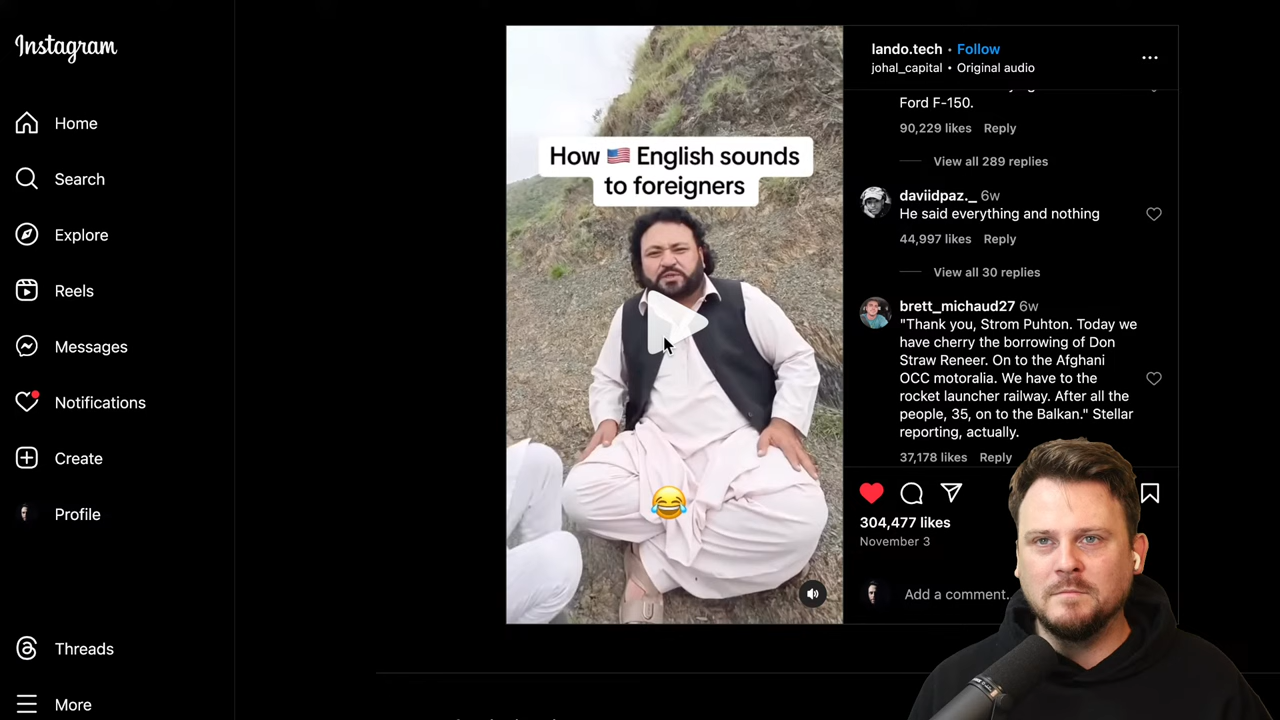 Instagram
Home
Search
Explore
Reels
Messages
Notifications
Create
Profile
Threads
More
How 🇺🇸 English sounds
to foreigners
😂
lando.tech • Follow
johal_capital • Original audio
Ford F-150.
90,229 likes Reply
View all 289 replies
daviidpaz._ 6w
He said everything and nothing
44,997 likes Reply
View all 30 replies
brett_michaud27 6w
"Thank you, Strom Puhton. Today we
have cherry the borrowing of Don
Straw Reneer. On to the Afghani
OCC motoralia. We have to the
rocket launcher railway. After all the
people, 35, on to the Balkan." Stellar
reporting, actually.
37,178 likes Reply
304,477 likes
November 3
Add a comment...